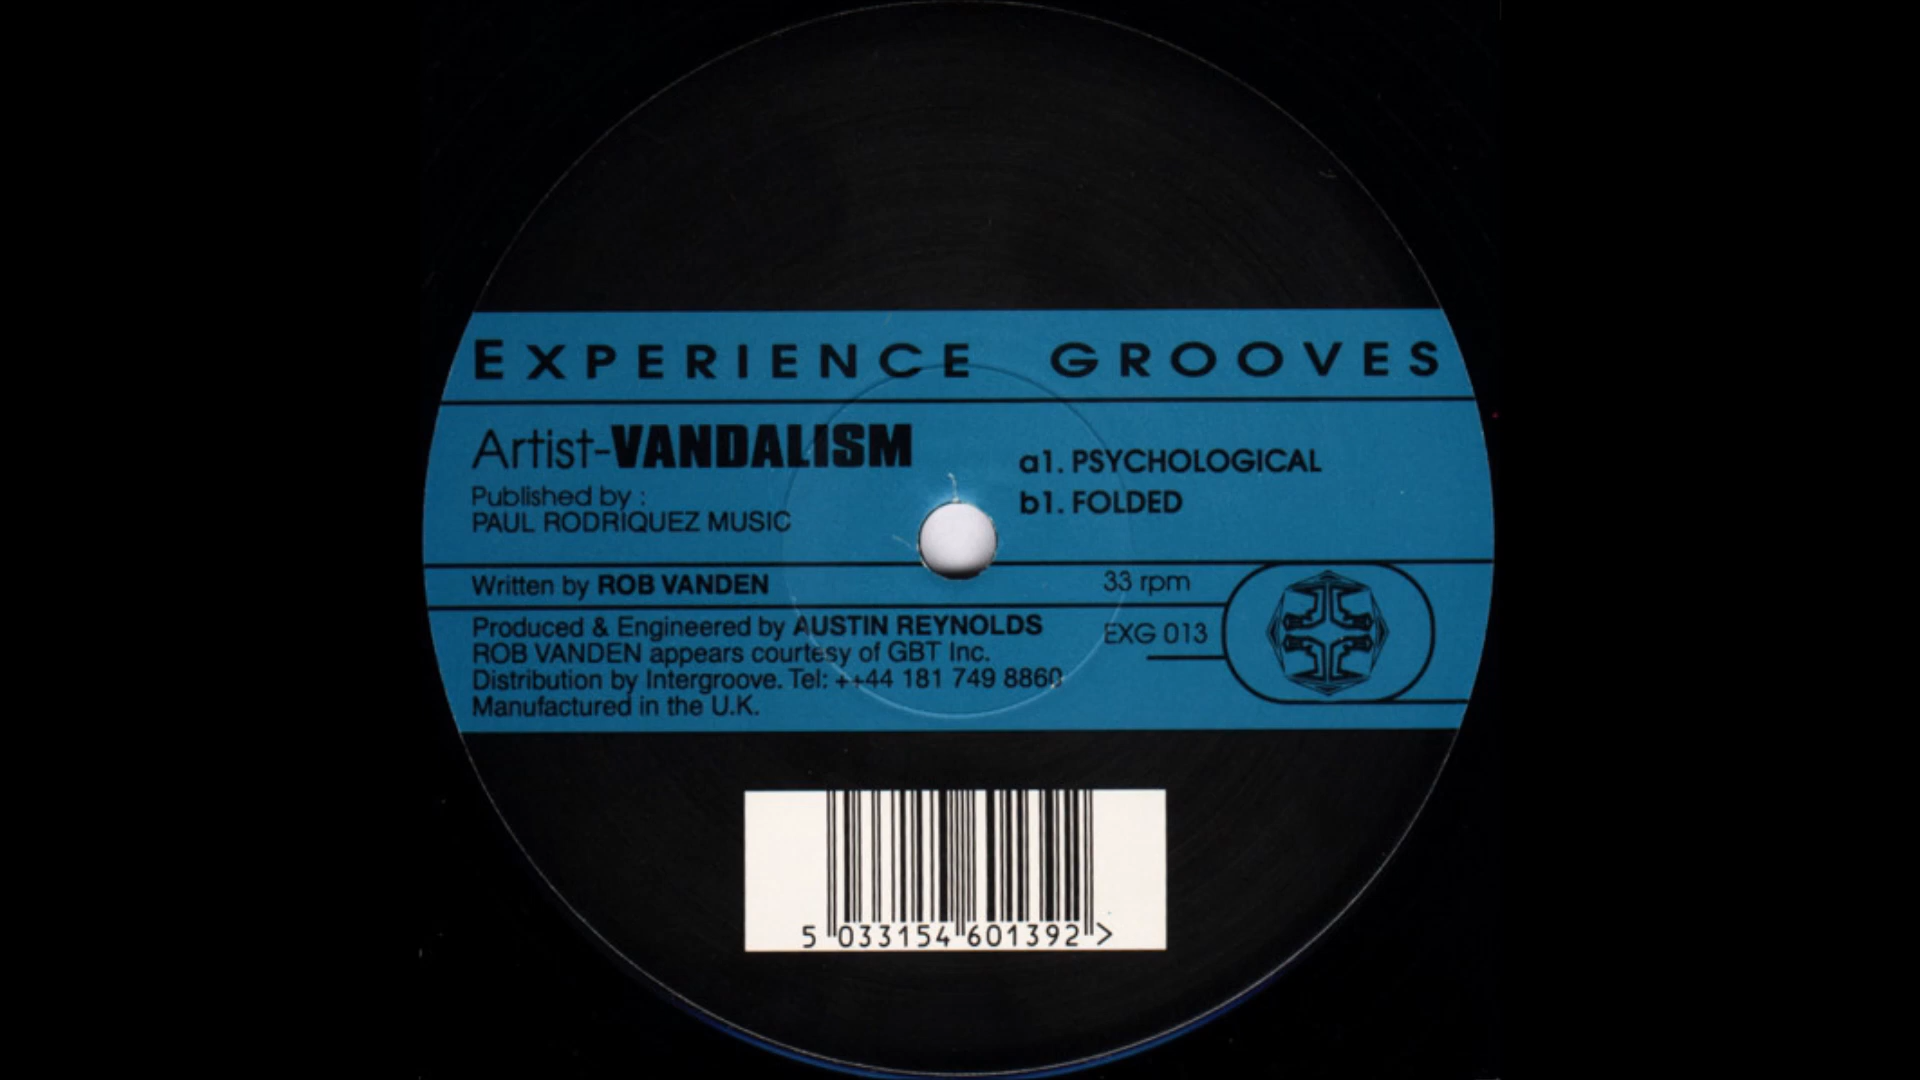 EXPERIENCE GROOVES
Artist-VANDALISM
Published by :
PAUL RODRIQUEZ MUSIC
a1. PSYCHOLOGICAL
b1. FOLDED
Written by ROB VANDEN
33 rpm
Produced & Engineered by AUSTIN REYNOLDS
ROB VANDEN appears courtesy of GBT Inc.
Distribution by Intergroove. Tel: ++44 181 749 8860
Manufactured in the U.K.
EXG 013
5 033154 601392 >